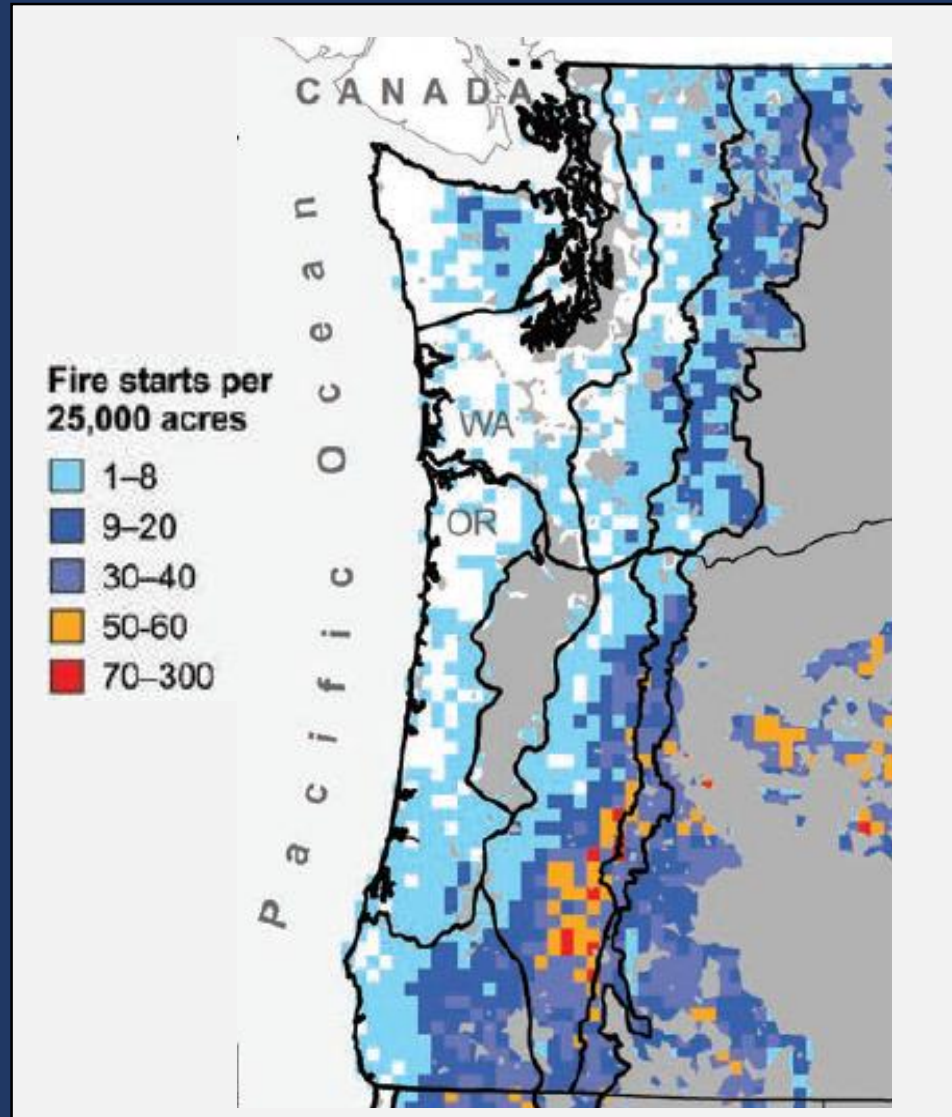 CANADA
Pacific Ocean
WA
OR
Fire starts per
25,000 acres
1–8
9–20
30–40
50-60
70–300